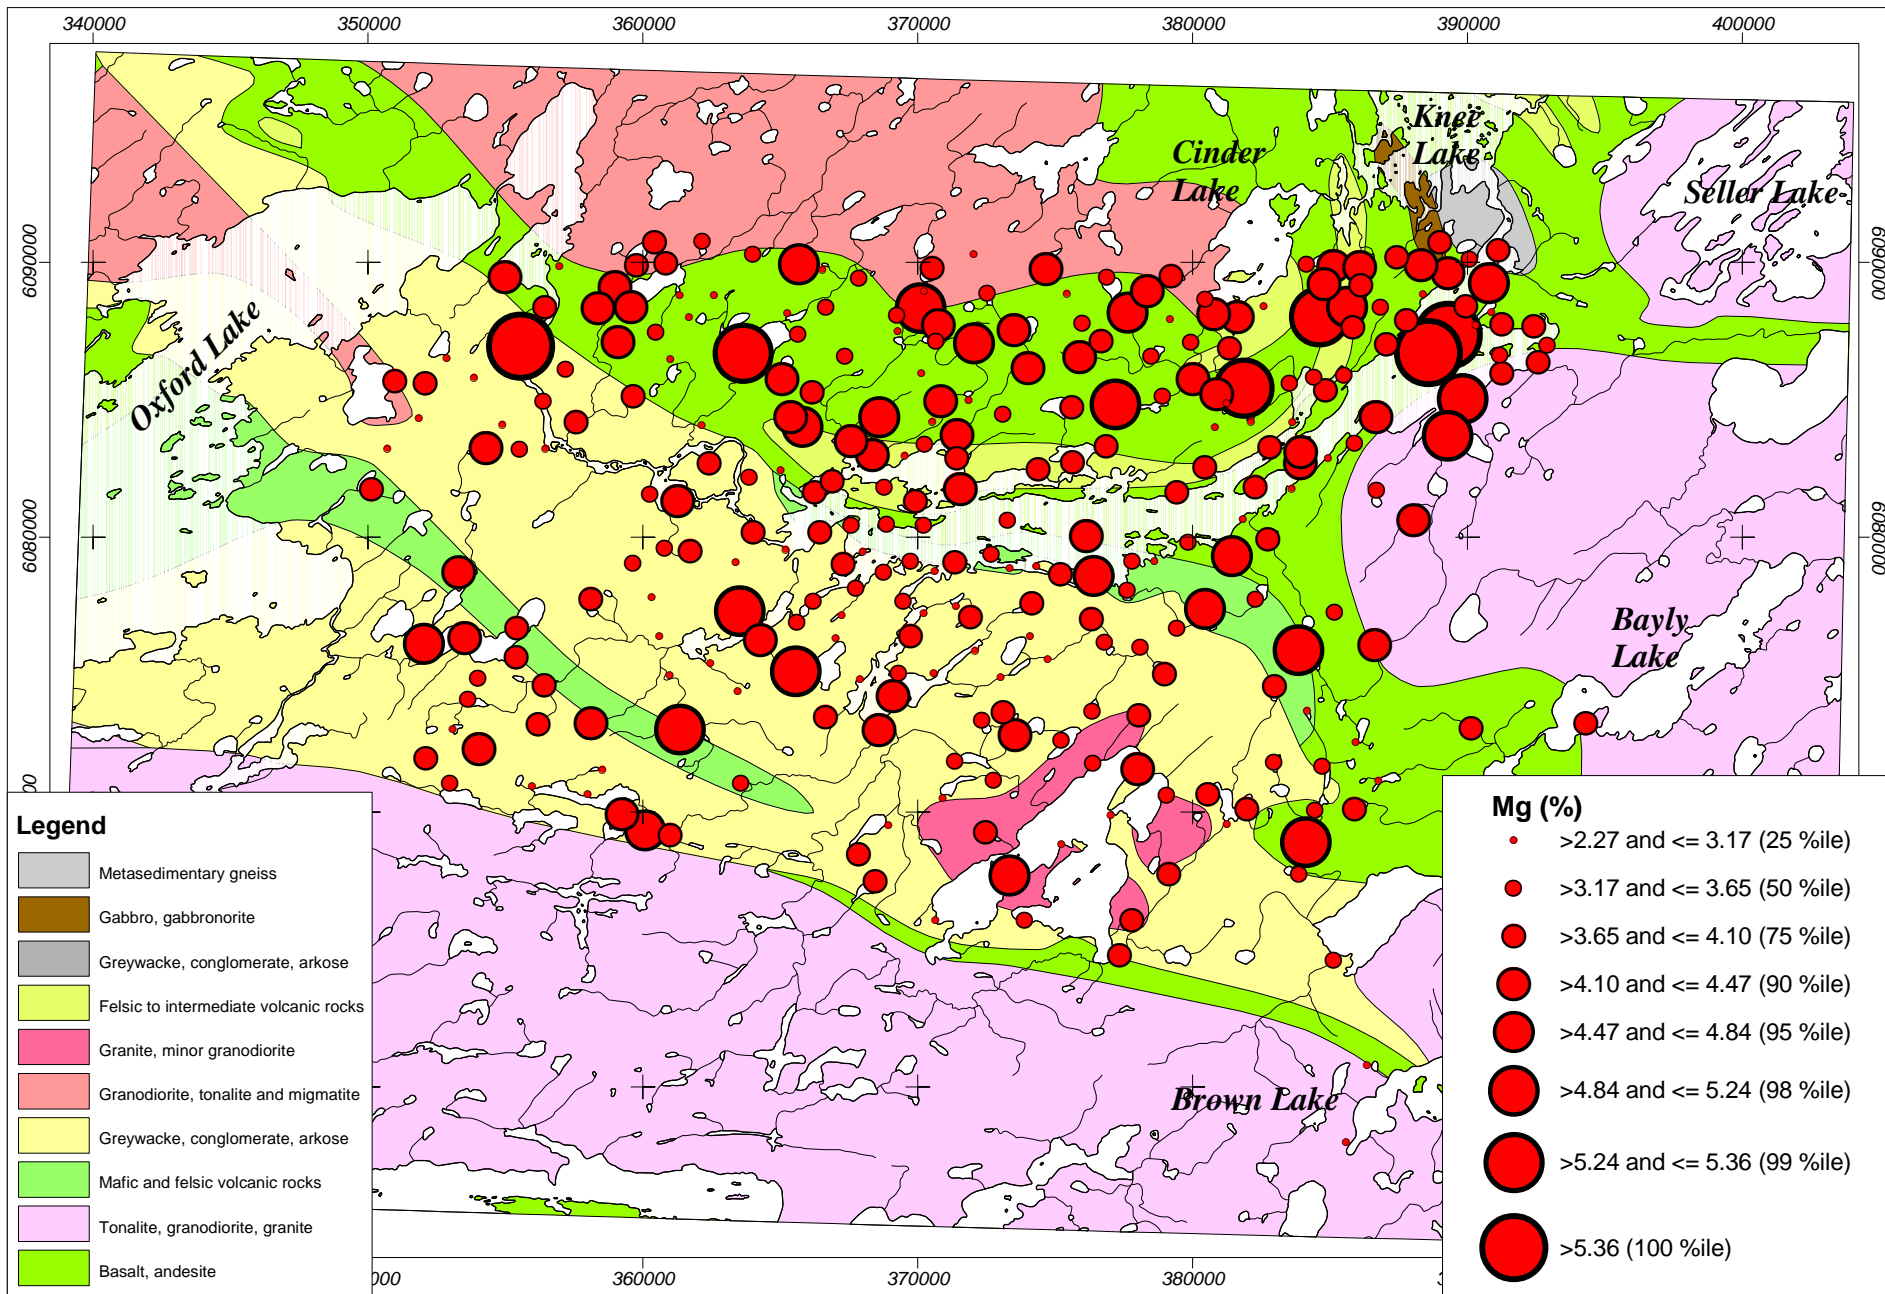 340000 350000 360000 370000 380000 390000 400000
Knee
Lake
Cinder
Lake
Seller Lake
6090000 6090000
Oxford Lake
6080000 6080000
Bayly
Lake
Brown Lake
Legend
Metasedimentary gneiss
Gabbro, gabbronorite
Greywacke, conglomerate, arkose
Felsic to intermediate volcanic rocks
Granite, minor granodiorite
Granodiorite, tonalite and migmatite
Greywacke, conglomerate, arkose
Mafic and felsic volcanic rocks
Tonalite, granodiorite, granite
Basalt, andesite
Mg (%)
>2.27 and <= 3.17 (25 %ile)
>3.17 and <= 3.65 (50 %ile)
>3.65 and <= 4.10 (75 %ile)
>4.10 and <= 4.47 (90 %ile)
>4.47 and <= 4.84 (95 %ile)
>4.84 and <= 5.24 (98 %ile)
>5.24 and <= 5.36 (99 %ile)
>5.36 (100 %ile)
360000 370000 380000